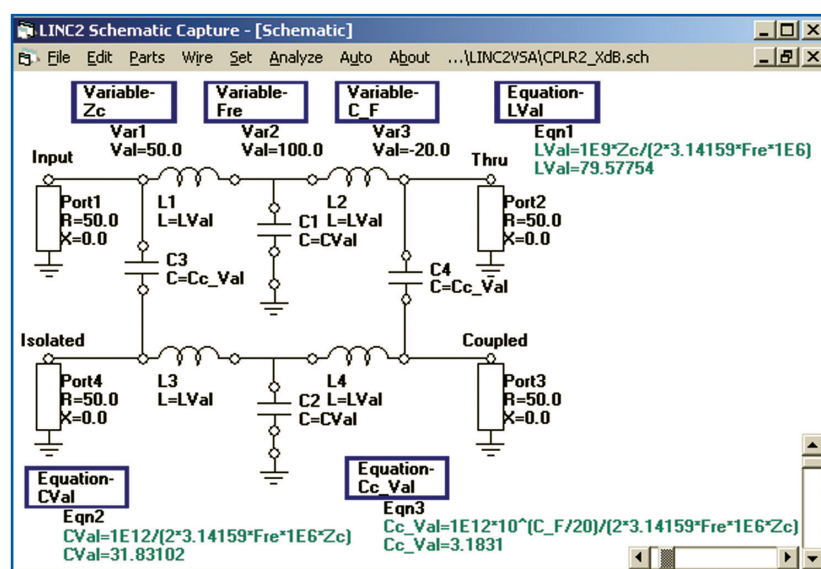 LINC2 Schematic Capture - [Schematic]
File Edit Parts Wire Set Analyze Auto About ...\LINC2VSA\CPLR2_XdB.sch
Variable-
Zc
Var1
Val=50.0
Variable-
Fre
Var2
Val=100.0
Variable-
C_F
Var3
Val=-20.0
Equation-
LVal
Eqn1
LVal=1E9*Zc/(2*3.14159*Fre*1E6)
LVal=79.57754
Input
Port1
R=50.0
X=0.0
L1
L=LVal
C1
C=CVal
L2
L=LVal
Thru
Port2
R=50.0
X=0.0
C3
C=Cc_Val
C4
C=Cc_Val
Isolated
Port4
R=50.0
X=0.0
L3
L=LVal
C2
C=CVal
L4
L=LVal
Coupled
Port3
R=50.0
X=0.0
Equation-
CVal
Eqn2
CVal=1E12/(2*3.14159*Fre*1E6*Zc)
CVal=31.83102
Equation-
Cc_Val
Eqn3
Cc_Val=1E12*10^(C_F/20)/(2*3.14159*Fre*1E6*Zc)
Cc_Val=3.1831